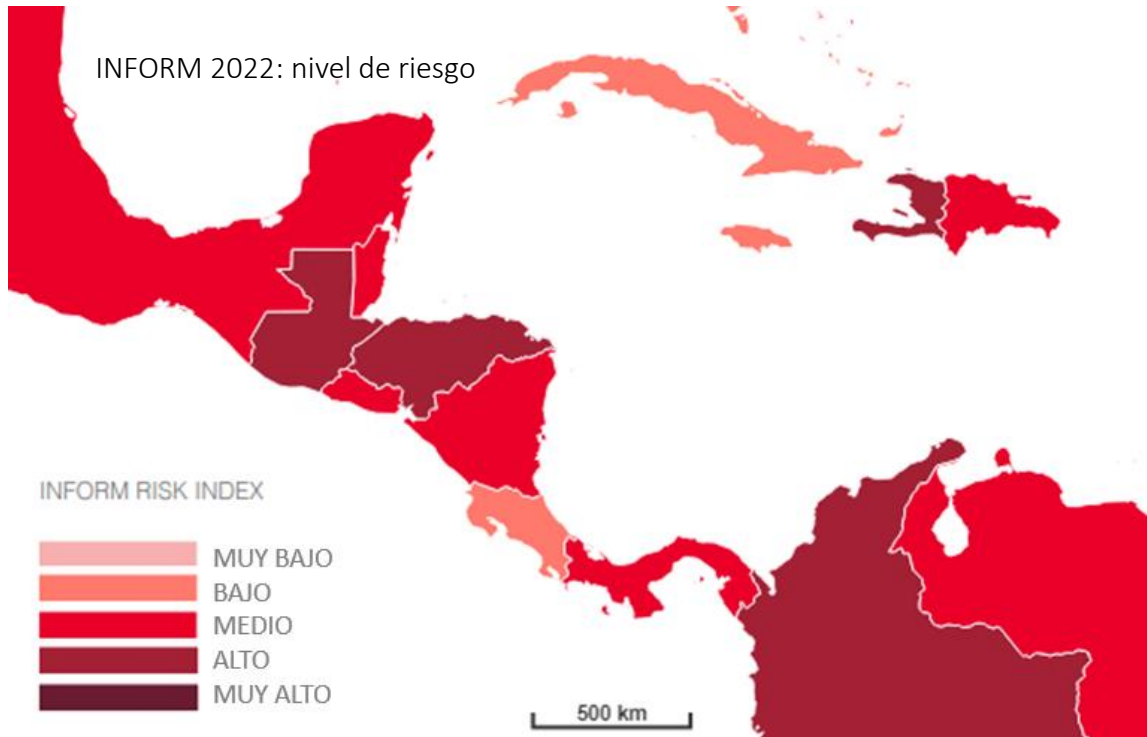 INFORM 2022: nivel de riesgo
INFORM RISK INDEX
MUY BAJO
BAJO
MEDIO
ALTO
MUY ALTO
500 km